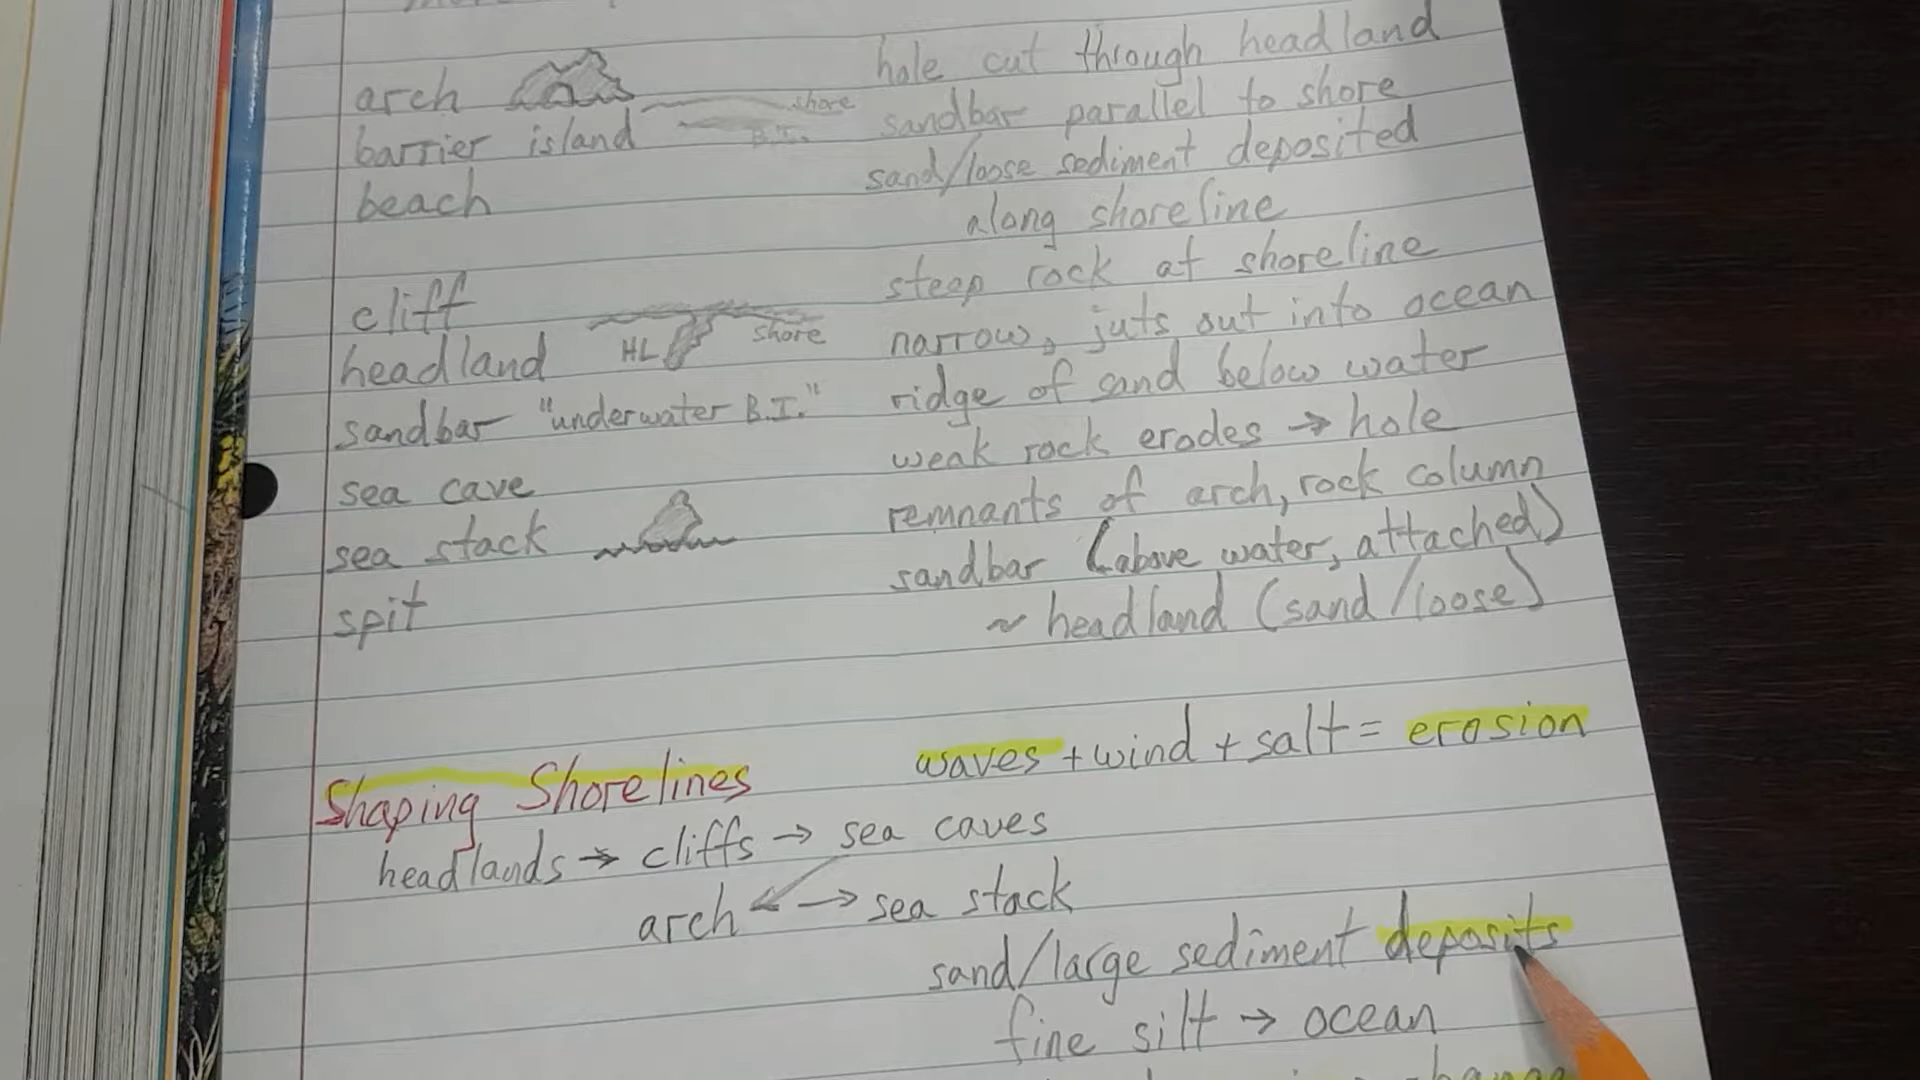 hole cut through headland
arch
shore
sandbar parallel to shore
barrier island
B.I.
sand/loose sediment deposited
beach
along shoreline
cliff
steep rock at shoreline
headland HL shore narrow, juts out into ocean
sandbar "underwater B.I." ridge of sand below water
sea cave weak rock erodes → hole
sea stack remnants of arch, rock column
spit sandbar (above water, attached)
~ headland (sand/loose)
Shaping Shorelines waves + wind + salt = erosion
headlands → cliffs → sea caves
arch → sea stack
sand/large sediment deposits
fine silt → ocean